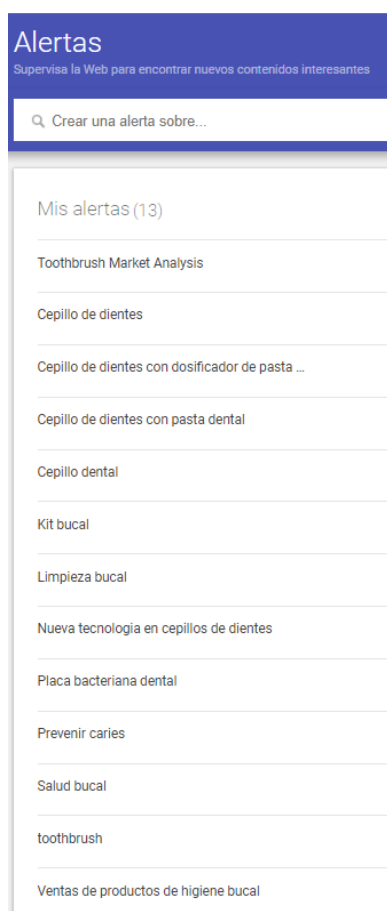 Alertas
Supervisa la Web para encontrar nuevos contenidos interesantes
Crear una alerta sobre...
Mis alertas (13)
Toothbrush Market Analysis
Cepillo de dientes
Cepillo de dientes con dosificador de pasta ...
Cepillo de dientes con pasta dental
Cepillo dental
Kit bucal
Limpieza bucal
Nueva tecnologia en cepillos de dientes
Placa bacteriana dental
Prevenir caries
Salud bucal
toothbrush
Ventas de productos de higiene bucal